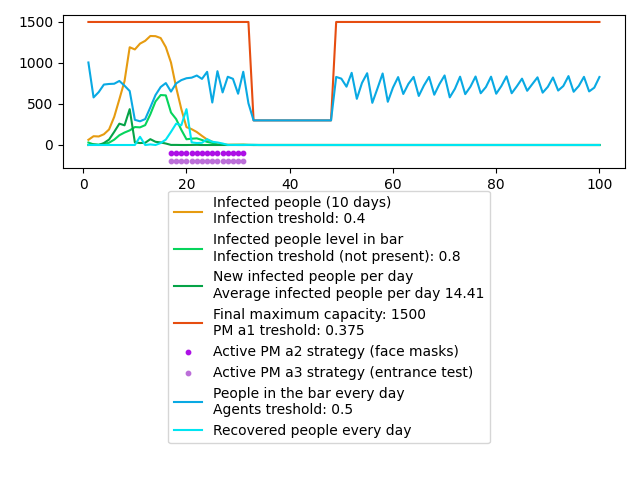 1500
1000
500
0
0
20
40
60
80
100
Infected people (10 days)
Infection treshold: 0.4
Infected people level in bar
Infection treshold (not present): 0.8
New infected people per day
Average infected people per day 14.41
Final maximum capacity: 1500
PM a1 treshold: 0.375
Active PM a2 strategy (face masks)
Active PM a3 strategy (entrance test)
People in the bar every day
Agents treshold: 0.5
Recovered people every day